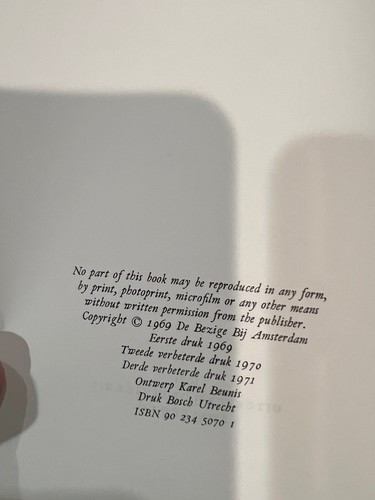 No part of this book may be reproduced in any form,
by print, photoprint, microfilm or any other means
without written permission from the publisher.
Copyright © 1969 De Bezige Bij Amsterdam
Eerste druk 1969
Tweede verbeterde druk 1970
Derde verbeterde druk 1971
Ontwerp Karel Beunis
Druk Bosch Utrecht
ISBN 90 234 5070 1